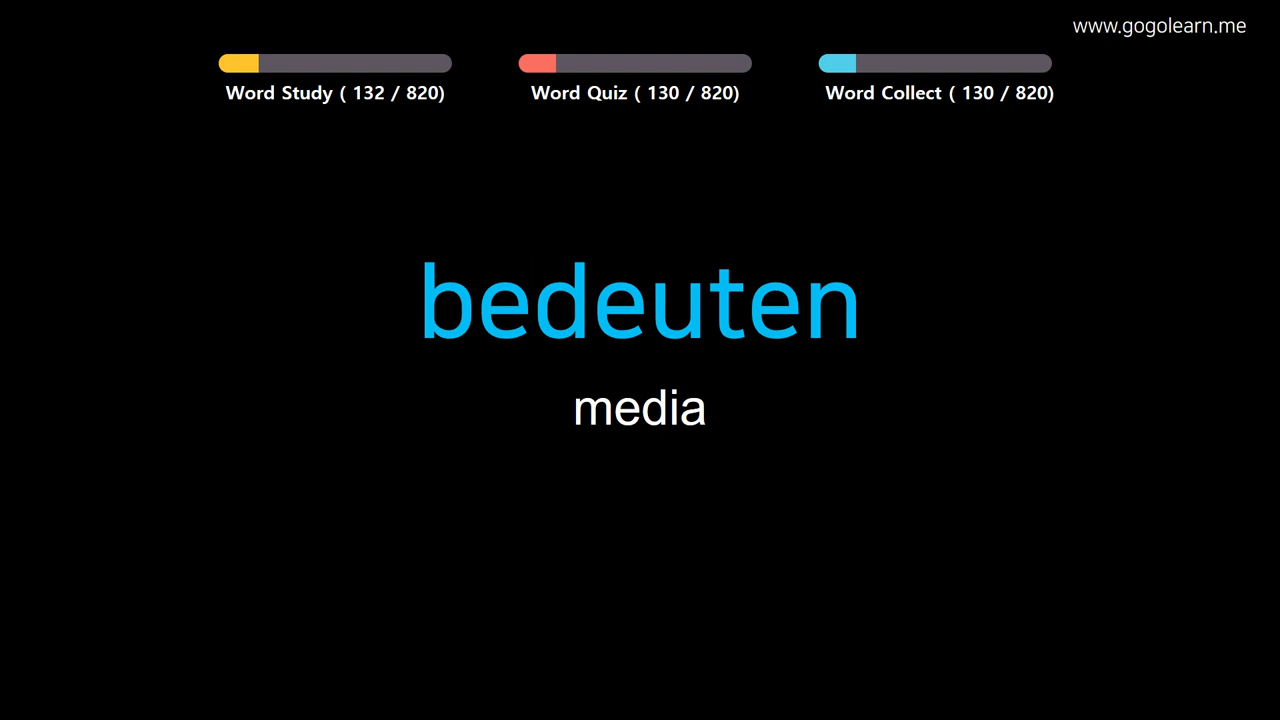 www.gogolearn.me
Word Study ( 132 / 820)
Word Quiz ( 130 / 820)
Word Collect ( 130 / 820)
bedeuten
media